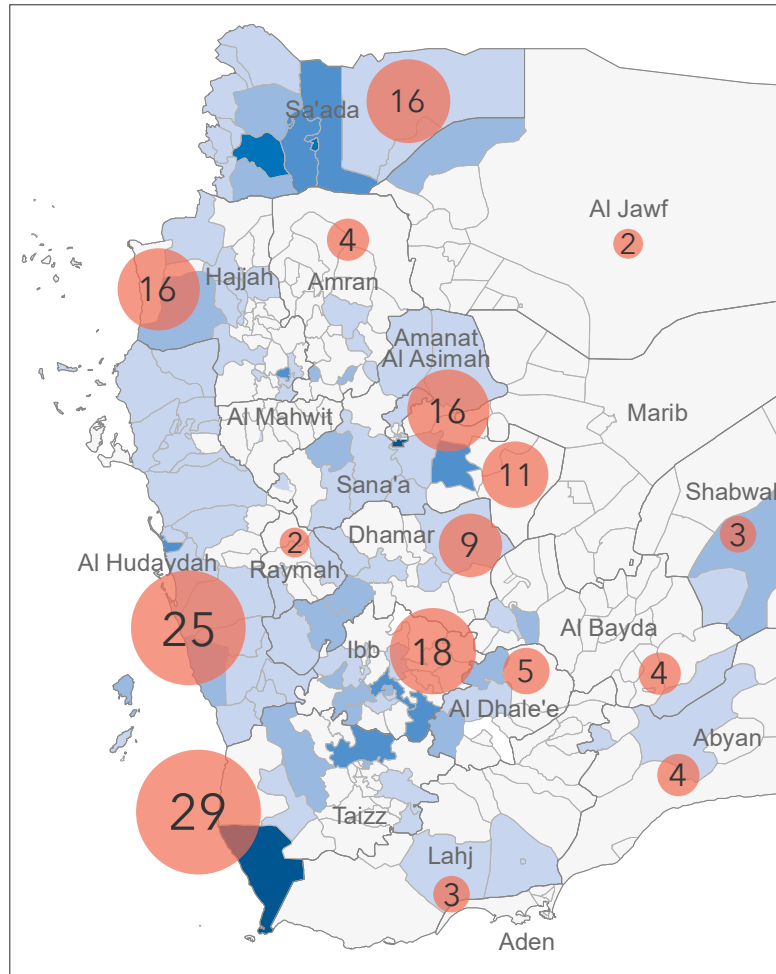 16
Sa'ada
Al Jawf
2
4
Hajjah
Amran
16
Amanat
Al Asimah
16
Al Mahwit
Marib
11
Sana'a
Shabwah
3
Dhamar
9
2
Al Hudaydah
Raymah
25
Ibb
18
Al Bayda
5
4
Al Dhale'e
Abyan
4
29
Taizz
Lahj
3
Aden